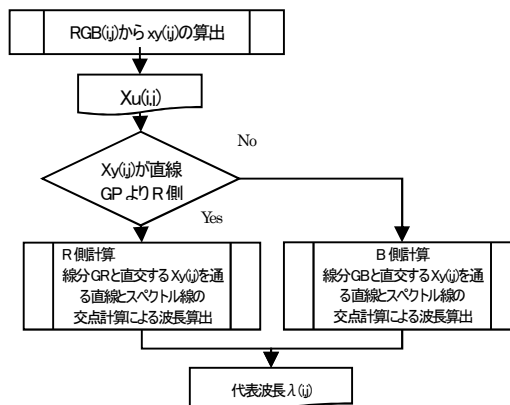 RGB(i,j)からxy(i,j)の算出
Xu(i,j)
No
Xy(i,j)が直線
GPよりR側
Yes
R側計算
線分GRと直交するXy(i,j)を通
る直線とスペクトル線の
交点計算による波長算出
B側計算
線分GBと直交するXy(i,j)を通
る直線とスペクトル線の
交点計算による波長算出
代表波長λ(i,j)